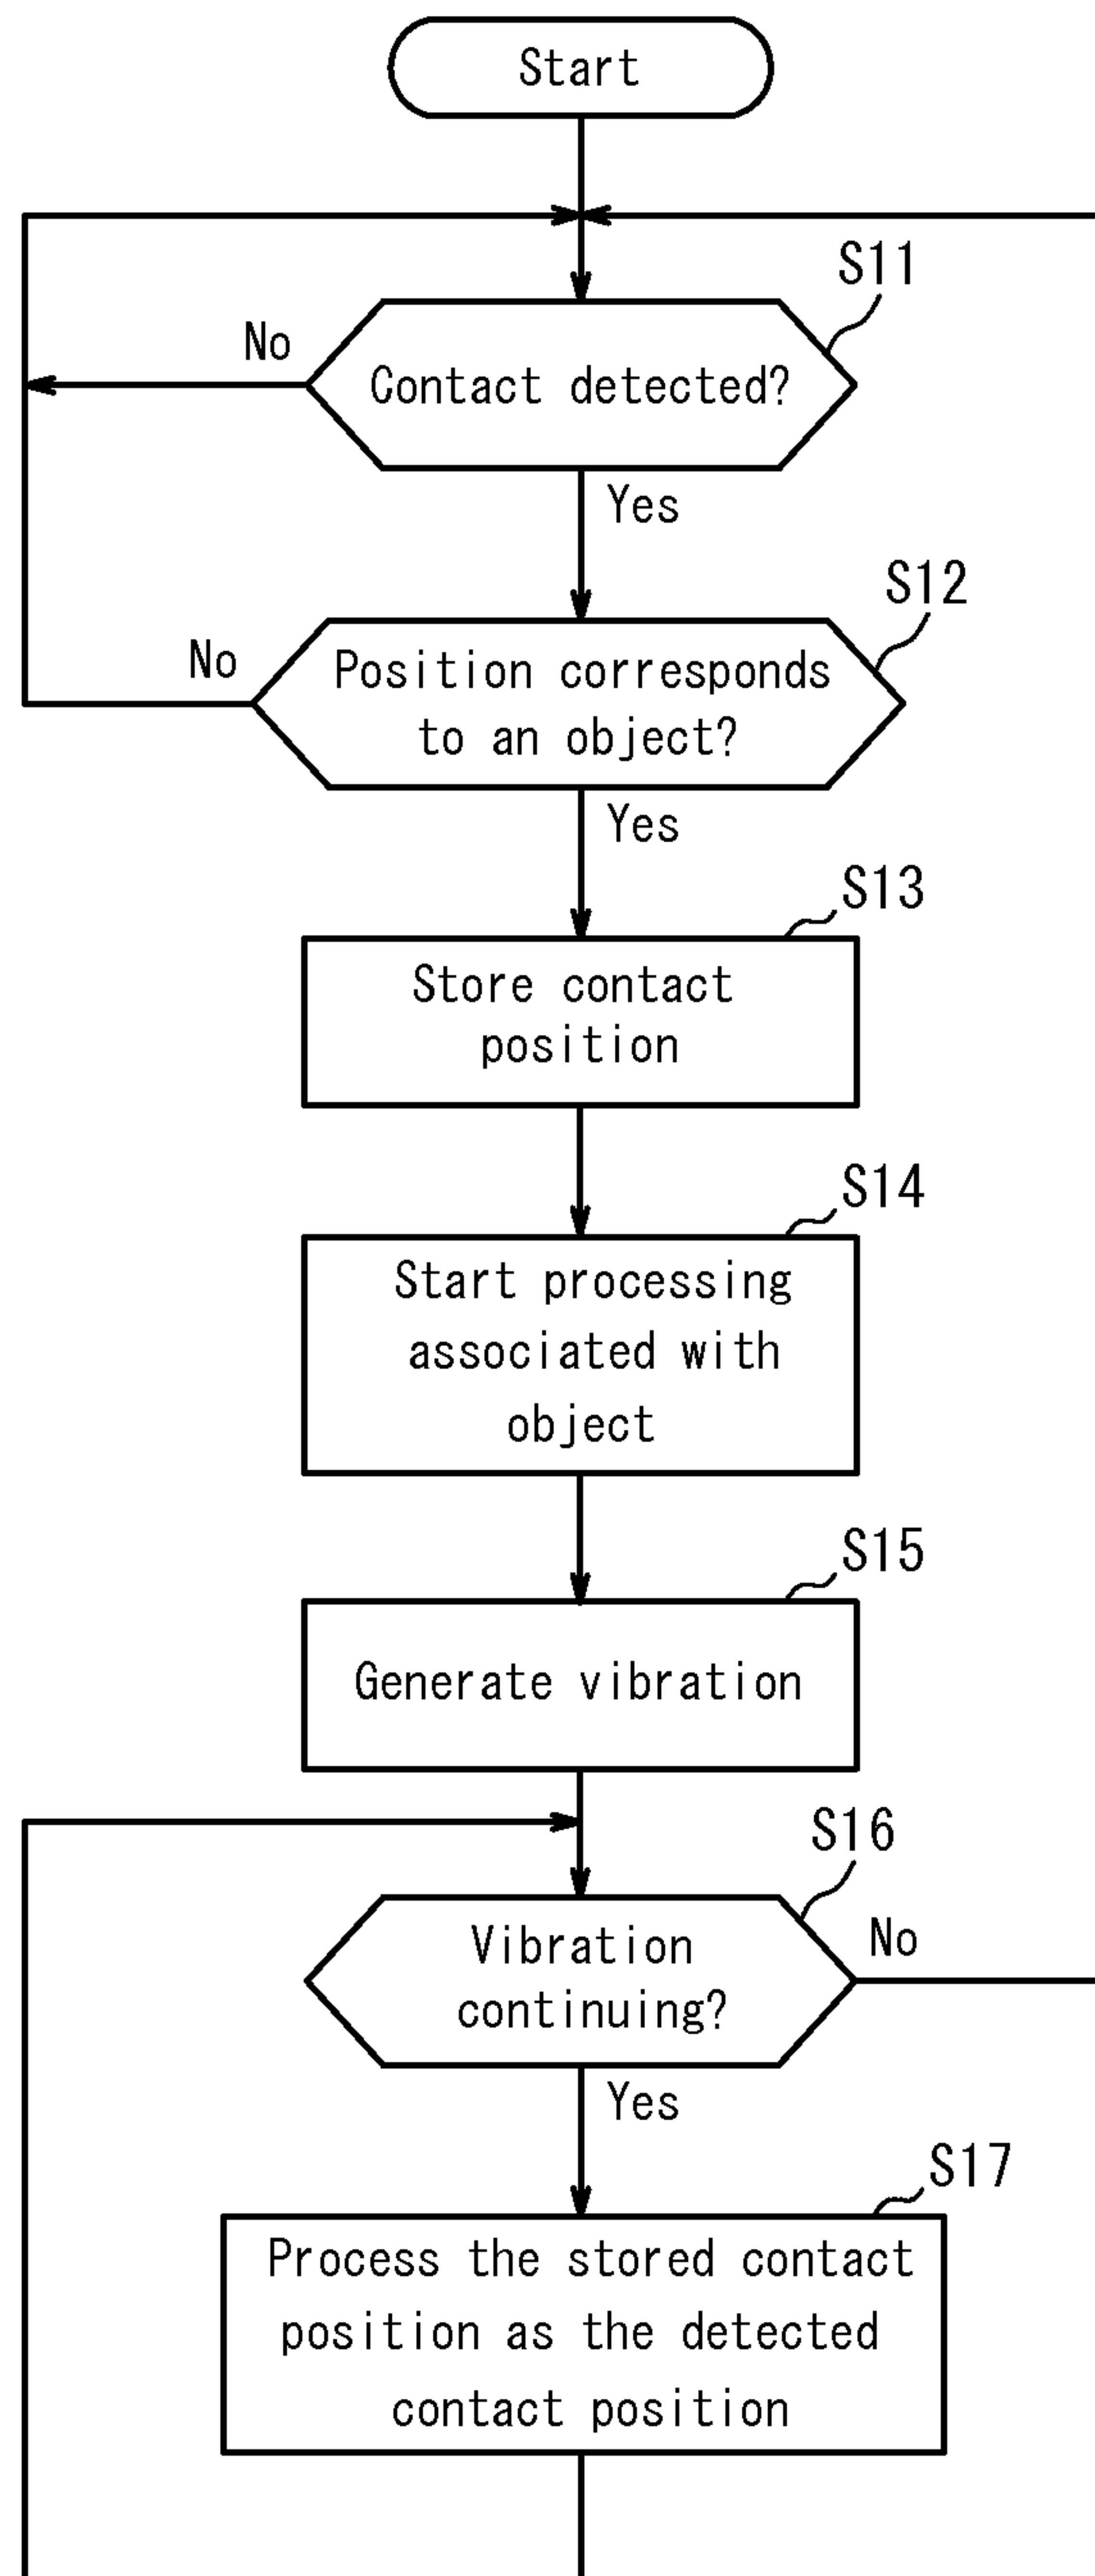 Start
S11
No
Contact detected?
Yes
S12
No
Position corresponds
to an object?
Yes
S13
Store contact
position
S14
Start processing
associated with
object
S15
Generate vibration
S16
No
Vibration
continuing?
Yes
S17
Process the stored contact
position as the detected
contact position